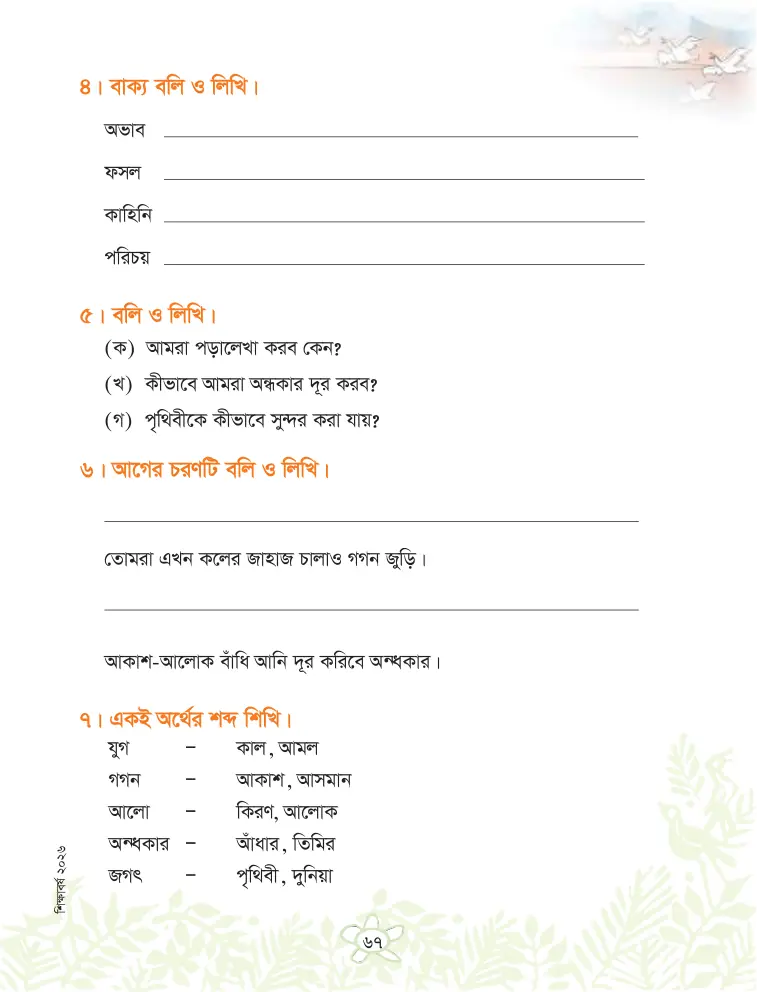 ৪। বাক্য বলি ও লিখি।
অভাব
ফসল
কাহিনি
পরিচয়
৫। বলি ও লিখি।
(ক) আমরা পড়ালেখা করব কেন?
(খ) কীভাবে আমরা অন্ধকার দূর করব?
(গ) পৃথিবীকে কীভাবে সুন্দর করা যায়?
৬। আগের চরণটি বলি ও লিখি।
তোমরা এখন কলের জাহাজ চালাও গগন জুড়ি।
আকাশ-আলোক বাঁধি আনি দূর করিবে অন্ধকার।
৭। একই অর্থের শব্দ শিখি।
যুগ – কাল, আমল
গগন – আকাশ, আসমান
আলো – কিরণ, আলোক
অন্ধকার – আঁধার, তিমির
জগৎ – পৃথিবী, দুনিয়া
শিক্ষাবর্ষ ২০২৬
৬৭